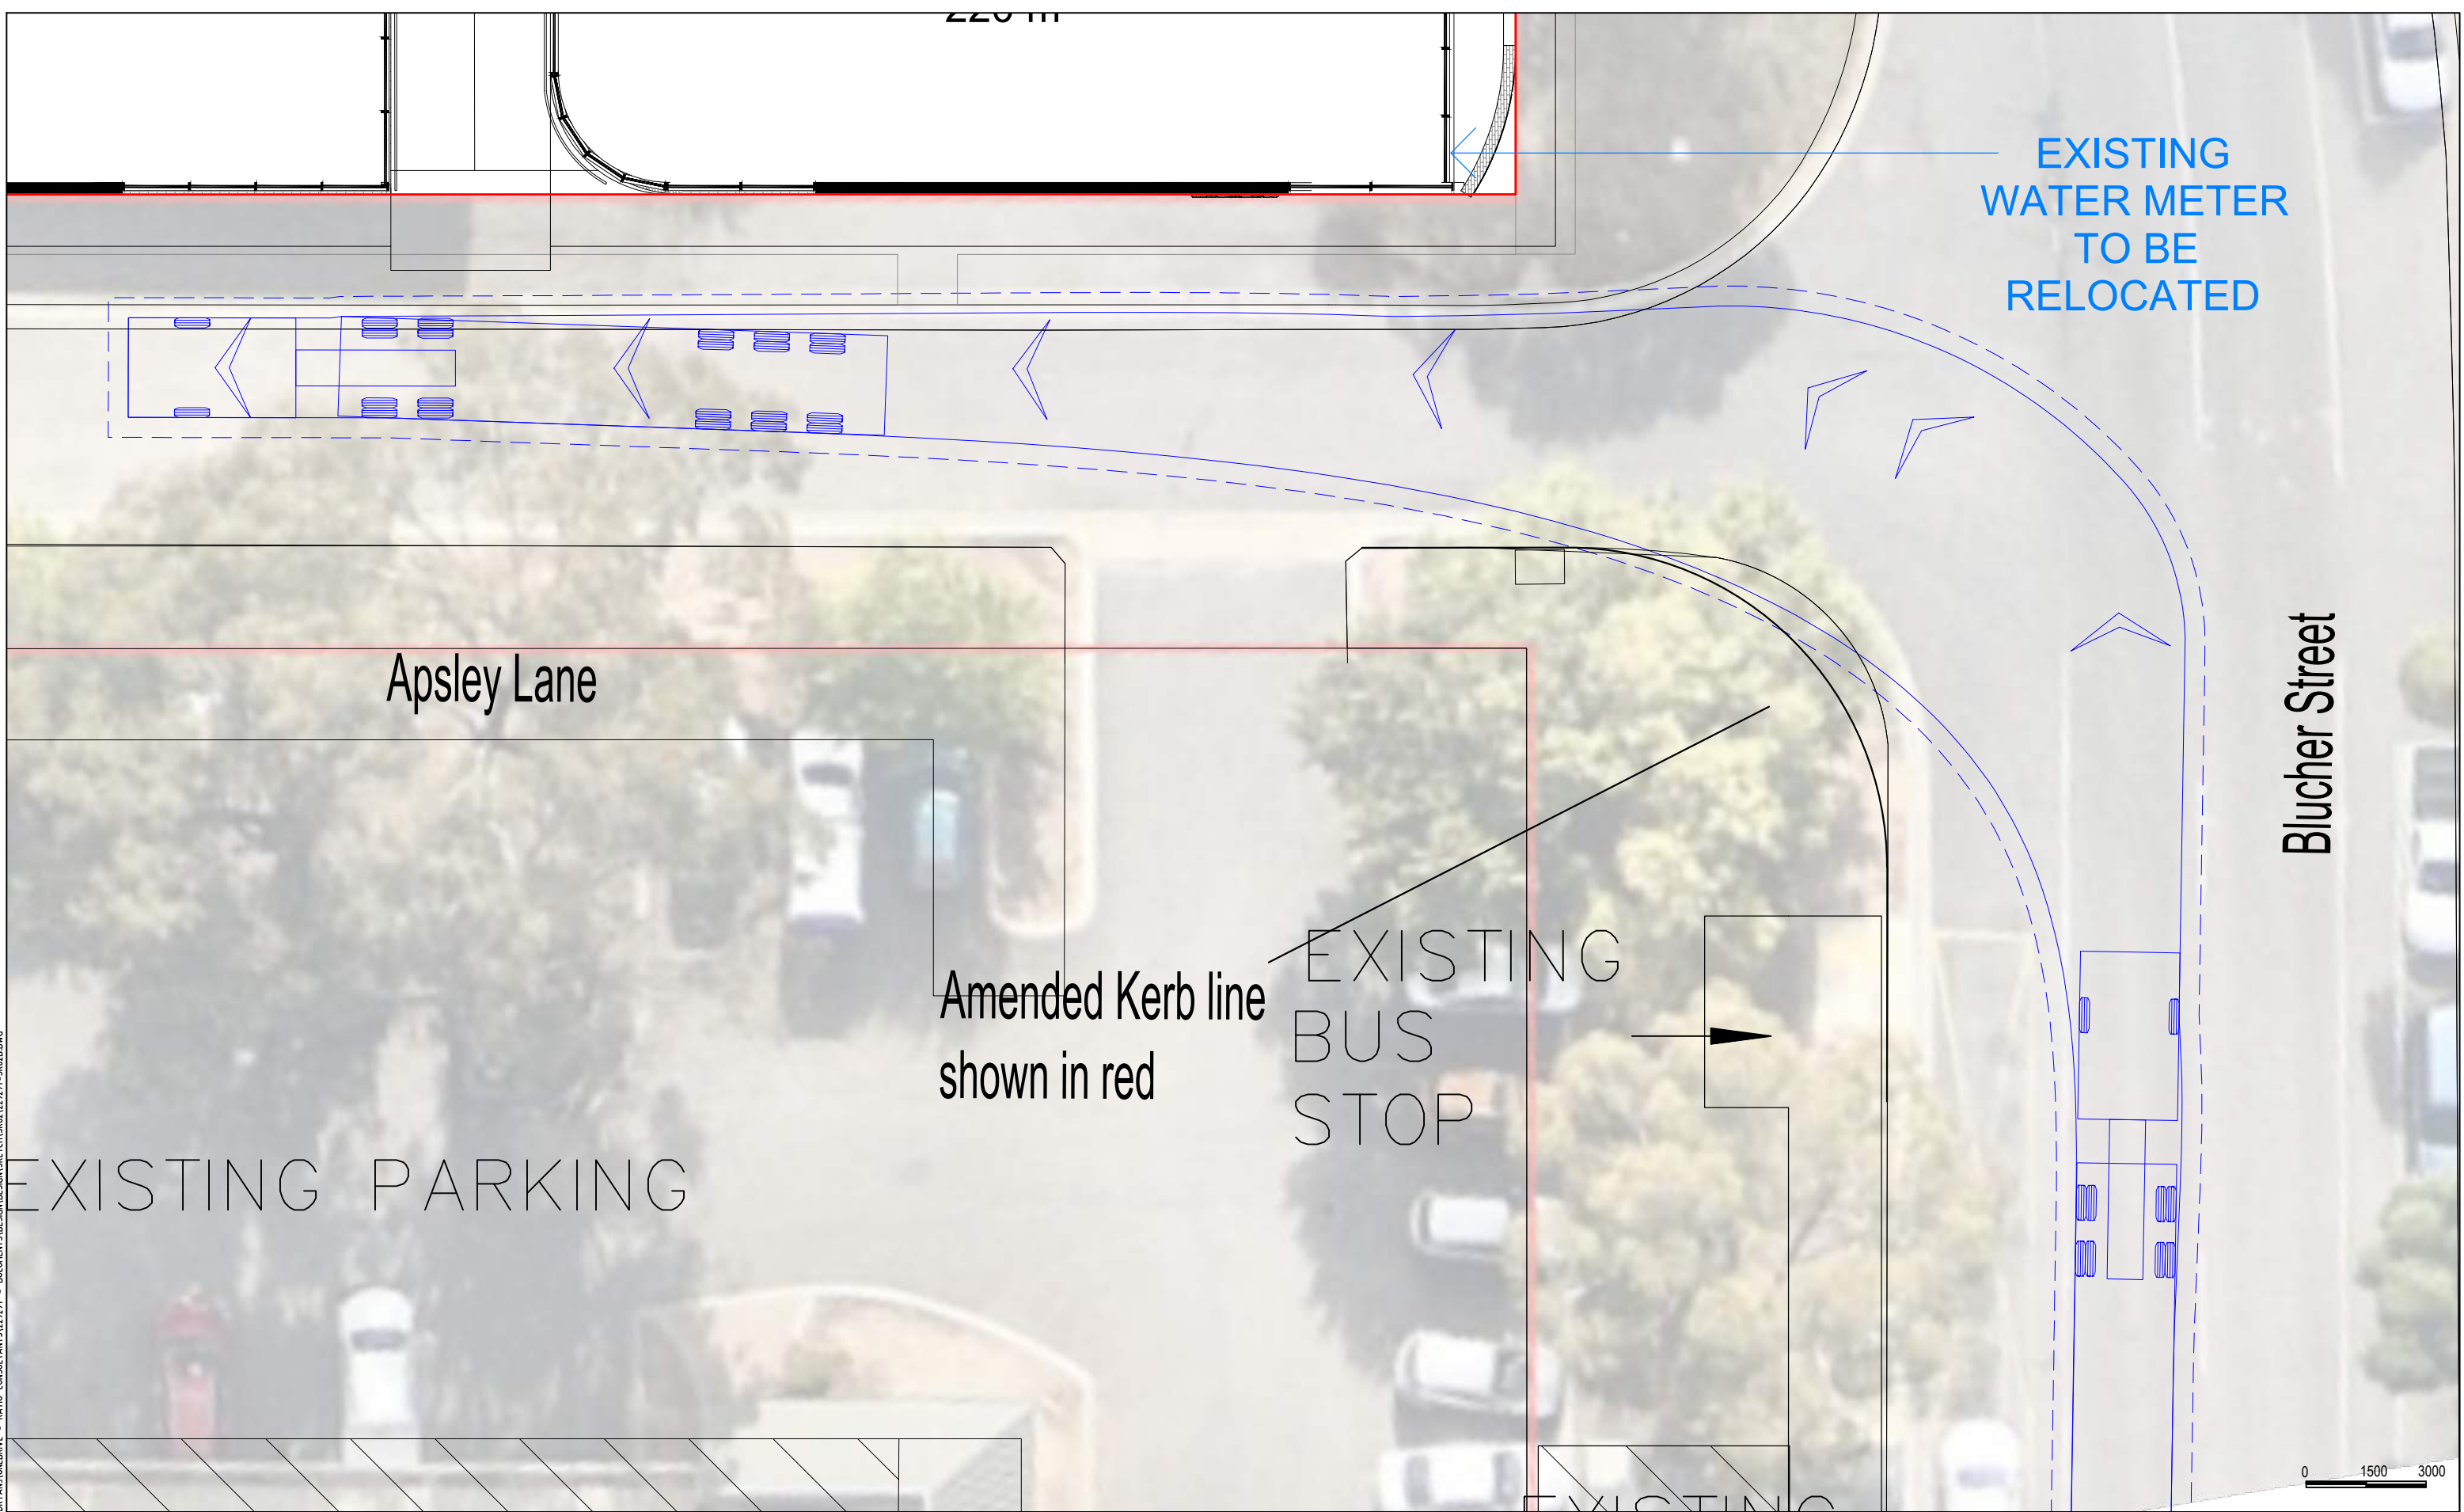 EXISTING
WATER METER
TO BE
RELOCATED
Apsley Lane
Blucher Street
Amended Kerb line
shown in red
EXISTING
BUS
STOP
EXISTING PARKING
EXISTING
0 1500 3000